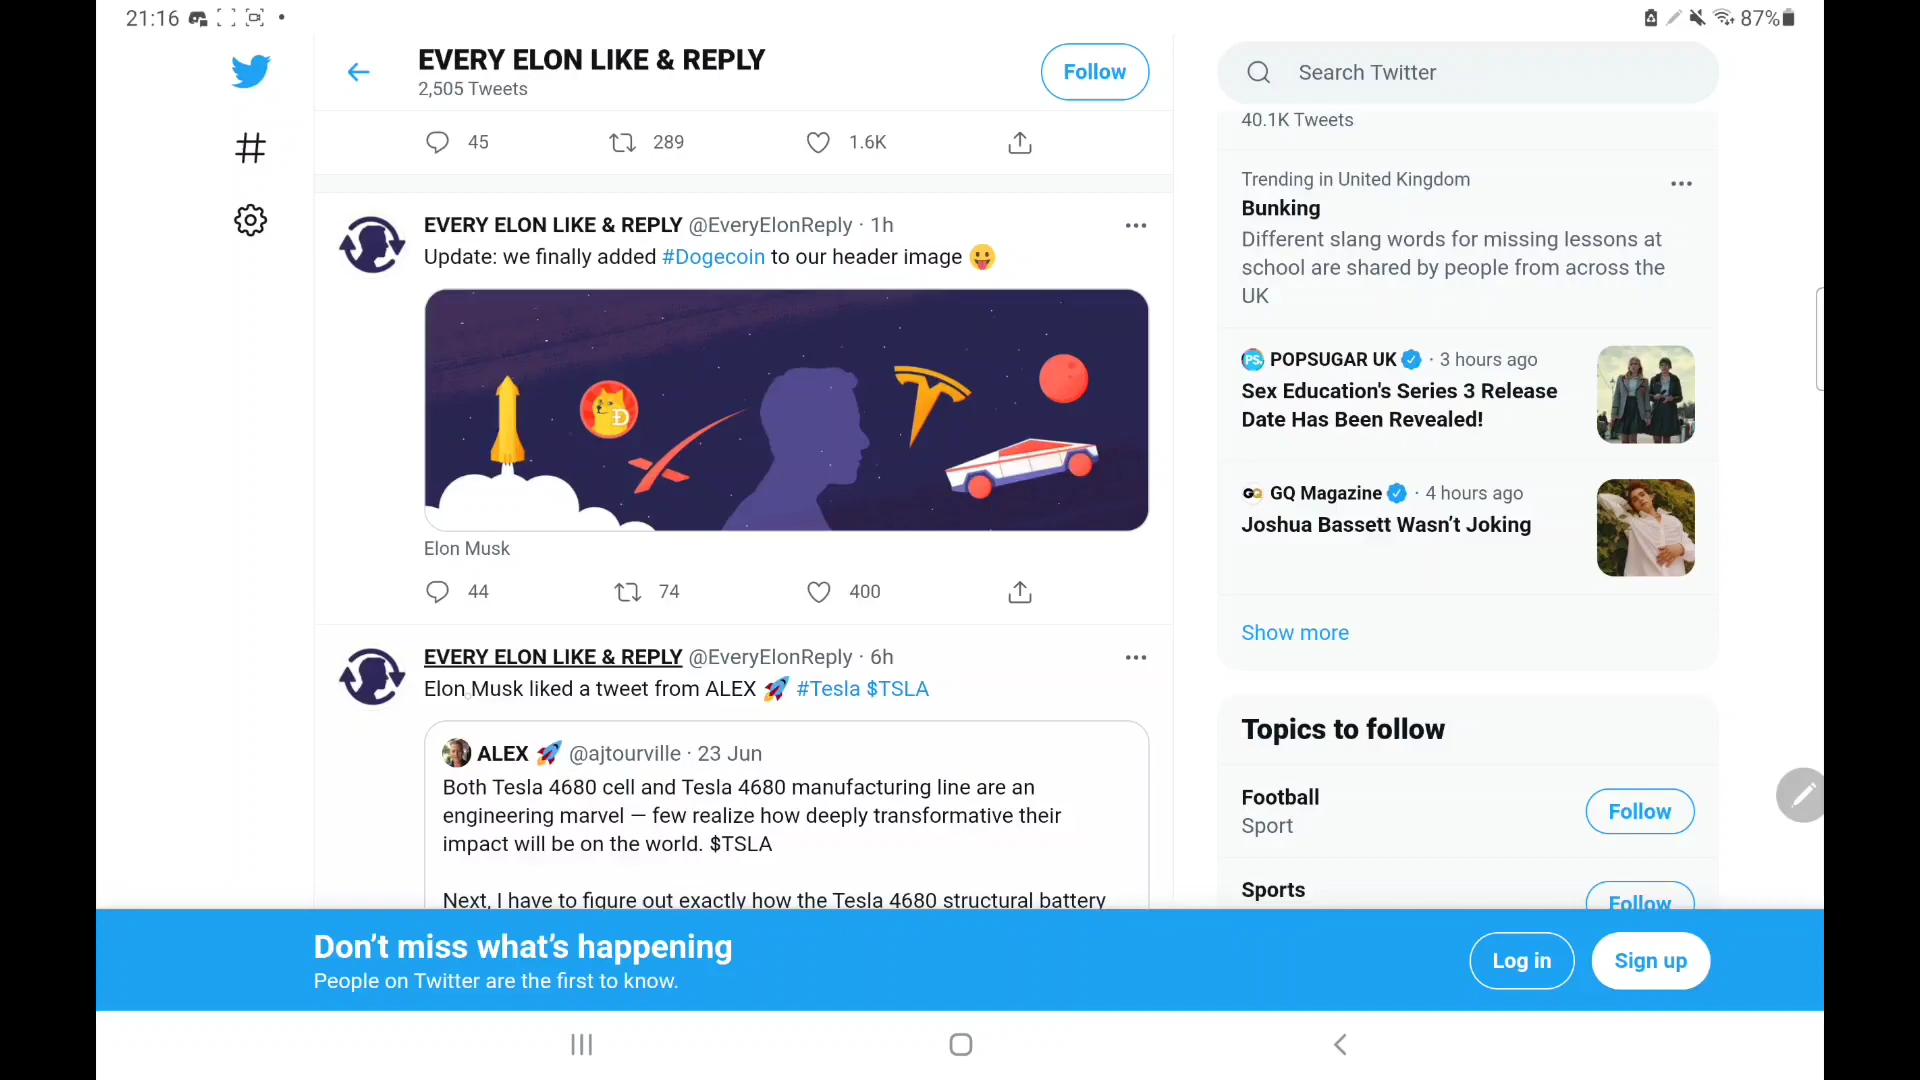 21:16
87%
EVERY ELON LIKE & REPLY
2,505 Tweets
Follow
45
289
1.6K
EVERY ELON LIKE & REPLY @EveryElonReply · 1h
Update: we finally added #Dogecoin to our header image 😛
Đ
Elon Musk
44
74
400
EVERY ELON LIKE & REPLY @EveryElonReply · 6h
Elon Musk liked a tweet from ALEX 🚀 #Tesla $TSLA
ALEX 🚀 @ajtourville · 23 Jun
Both Tesla 4680 cell and Tesla 4680 manufacturing line are an
engineering marvel — few realize how deeply transformative their
impact will be on the world. $TSLA
Next, I have to figure out exactly how the Tesla 4680 structural battery
Search Twitter
40.1K Tweets
Trending in United Kingdom
Bunking
Different slang words for missing lessons at
school are shared by people from across the
UK
PS.
POPSUGAR UK · 3 hours ago
Sex Education's Series 3 Release
Date Has Been Revealed!
GQ
GQ Magazine · 4 hours ago
Joshua Bassett Wasn’t Joking
Show more
Topics to follow
Football
Sport
Follow
Sports
Follow
Don’t miss what’s happening
People on Twitter are the first to know.
Log in
Sign up